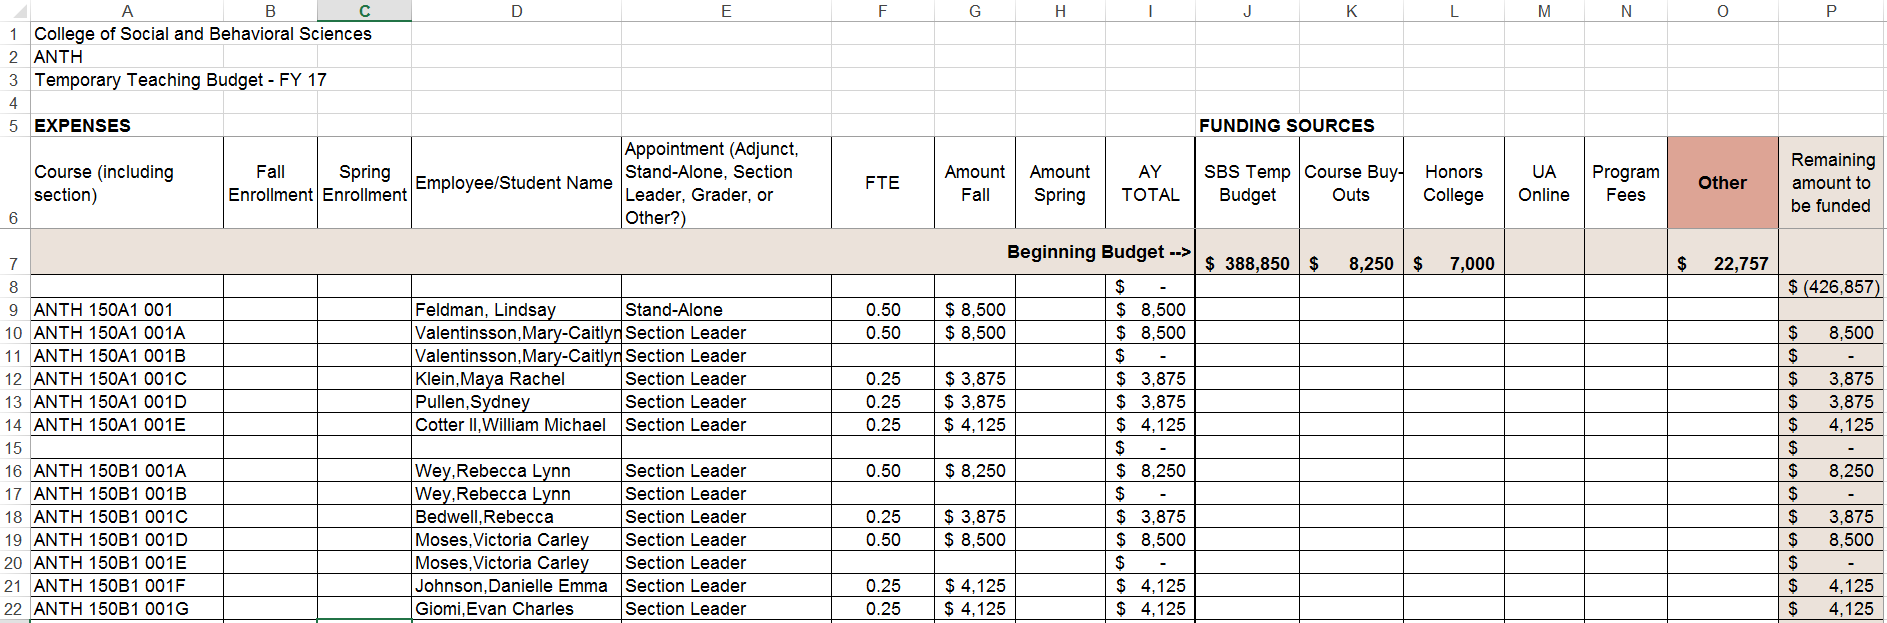 A B C D E F G H I J K L M N O P
1 College of Social and Behavioral Sciences
2 ANTH
3 Temporary Teaching Budget - FY 17
4
5 EXPENSES FUNDING SOURCES
6 Course (including section) Fall Enrollment Spring Enrollment Employee/Student Name Appointment (Adjunct, Stand-Alone, Section Leader, Grader, or Other?) FTE Amount Fall Amount Spring AY TOTAL SBS Temp Budget Course Buy-Outs Honors College UA Online Program Fees Other Remaining amount to be funded
7 Beginning Budget --> $ 388,850 $ 8,250 $ 7,000 $ 22,757
8 $ - $ (426,857)
9 ANTH 150A1 001 Feldman, Lindsay Stand-Alone 0.50 $ 8,500 $ 8,500
10 ANTH 150A1 001A Valentinsson,Mary-Caitlyn Section Leader 0.50 $ 8,500 $ 8,500 $ 8,500
11 ANTH 150A1 001B Valentinsson,Mary-Caitlyn Section Leader $ - $ -
12 ANTH 150A1 001C Klein,Maya Rachel Section Leader 0.25 $ 3,875 $ 3,875 $ 3,875
13 ANTH 150A1 001D Pullen,Sydney Section Leader 0.25 $ 3,875 $ 3,875 $ 3,875
14 ANTH 150A1 001E Cotter II,William Michael Section Leader 0.25 $ 4,125 $ 4,125 $ 4,125
15 $ - $ -
16 ANTH 150B1 001A Wey,Rebecca Lynn Section Leader 0.50 $ 8,250 $ 8,250 $ 8,250
17 ANTH 150B1 001B Wey,Rebecca Lynn Section Leader $ - $ -
18 ANTH 150B1 001C Bedwell,Rebecca Section Leader 0.25 $ 3,875 $ 3,875 $ 3,875
19 ANTH 150B1 001D Moses,Victoria Carley Section Leader 0.50 $ 8,500 $ 8,500 $ 8,500
20 ANTH 150B1 001E Moses,Victoria Carley Section Leader $ - $ -
21 ANTH 150B1 001F Johnson,Danielle Emma Section Leader 0.25 $ 4,125 $ 4,125 $ 4,125
22 ANTH 150B1 001G Giomi,Evan Charles Section Leader 0.25 $ 4,125 $ 4,125 $ 4,125